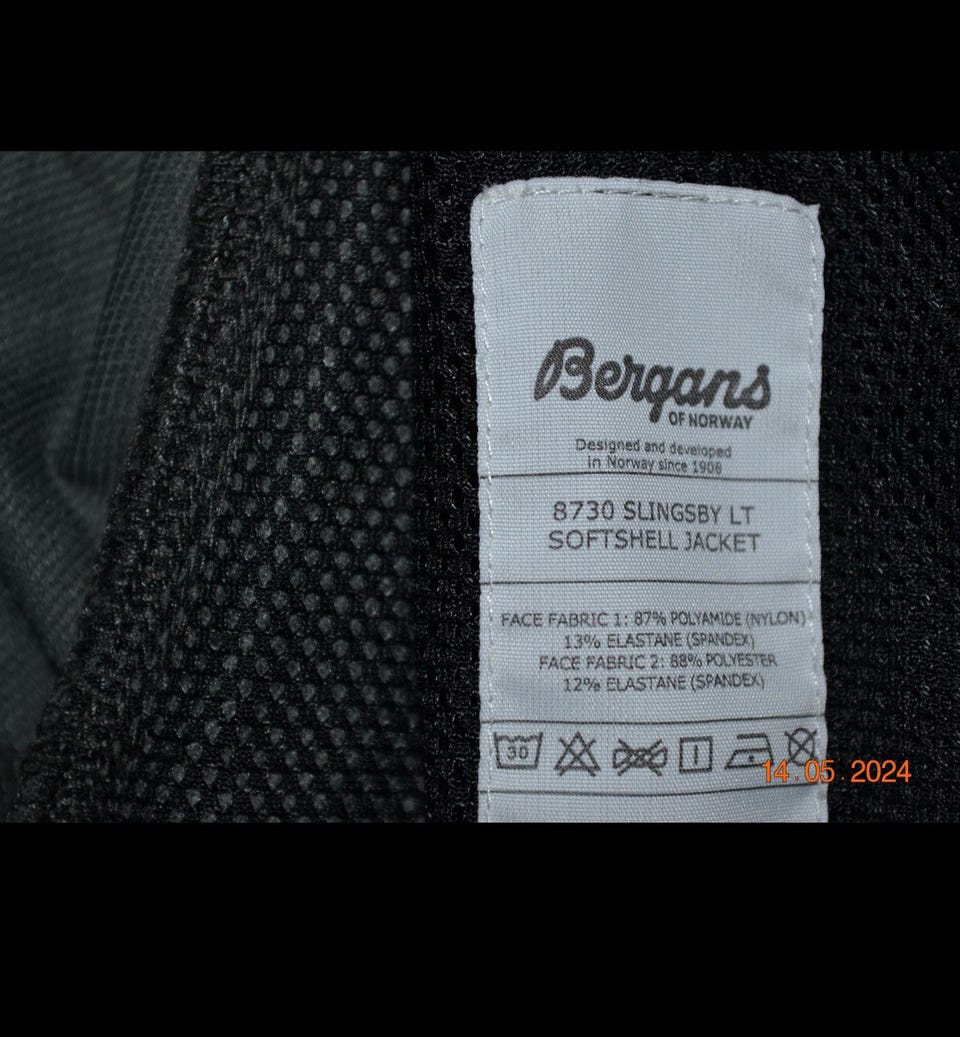 Bergans
OF NORWAY
Designed and developed
in Norway since 1908
8730 SLINGSBY LT
SOFTSHELL JACKET
FACE FABRIC 1: 87% POLYAMIDE (NYLON)
13% ELASTANE (SPANDEX)
FACE FABRIC 2: 88% POLYESTER
12% ELASTANE (SPANDEX)
30
14.05.2024